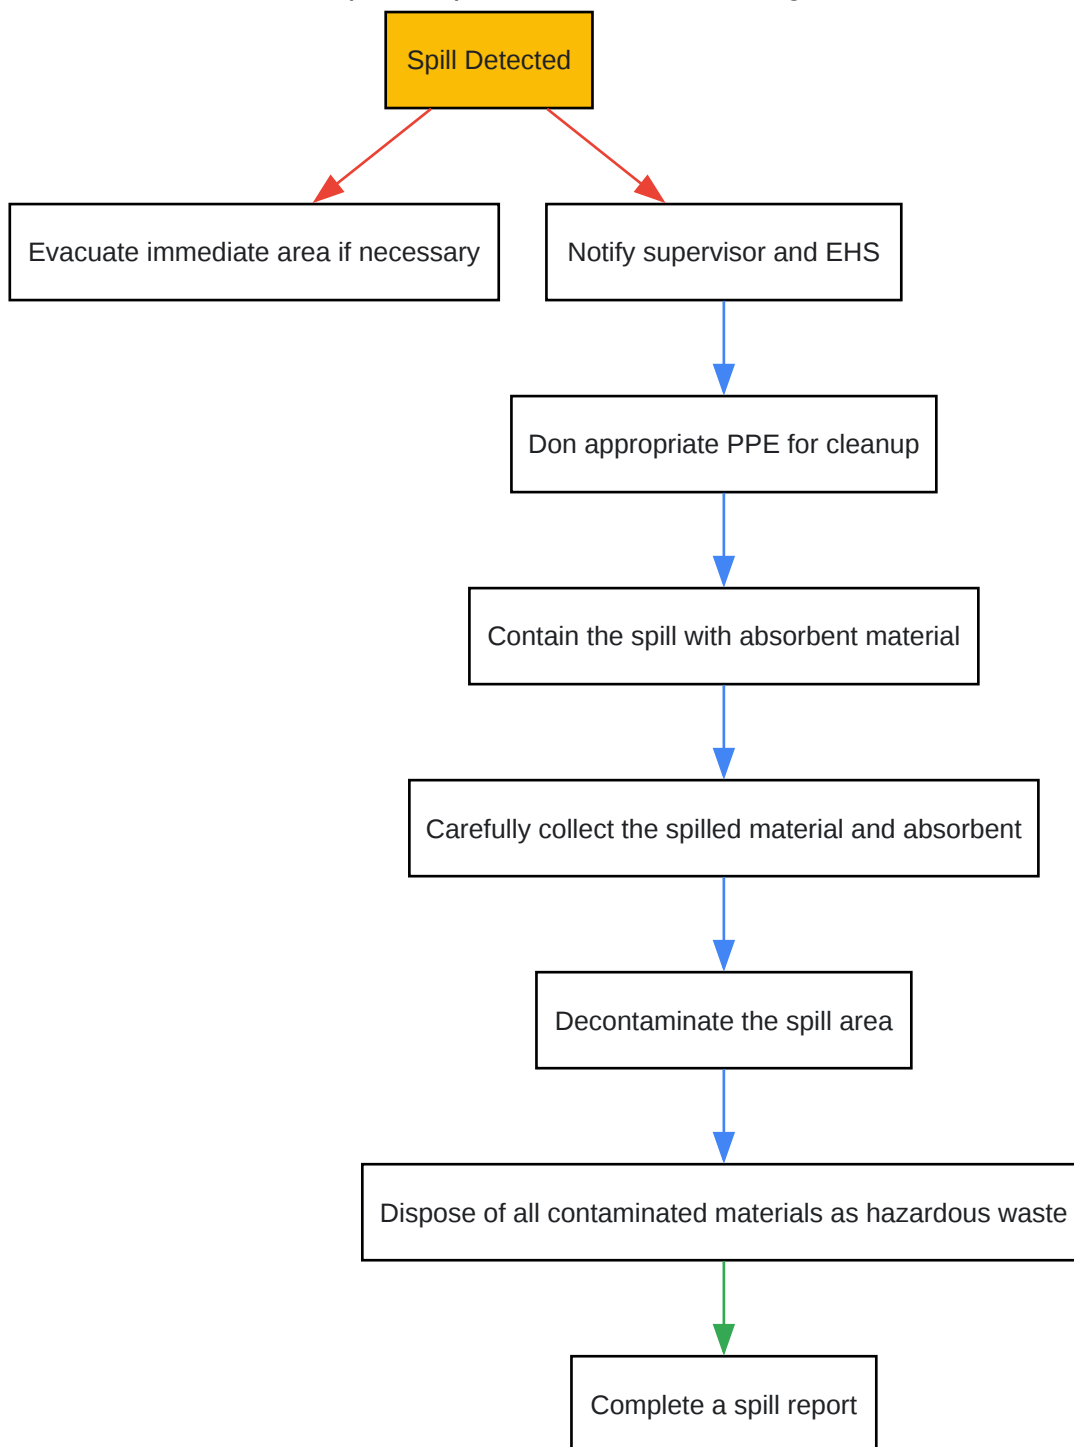 Spill Detected
Evacuate immediate area if necessary
Notify supervisor and EHS
Don appropriate PPE for cleanup
Contain the spill with absorbent material
Carefully collect the spilled material and absorbent
Decontaminate the spill area
Dispose of all contaminated materials as hazardous waste
Complete a spill report